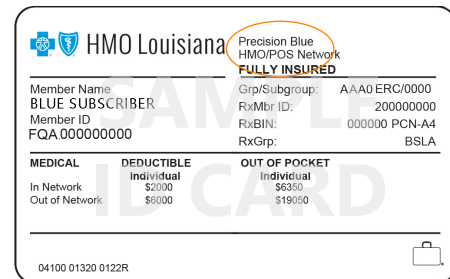 HMO Louisiana
Precision Blue
HMO/POS Network
FULLY INSURED
Member Name
BLUE SUBSCRIBER
Member ID
FQA000000000
Grp/Subgroup: AAA0 ERC/0000
RxMbr ID: 200000000
RxBIN: 000000 PCN-A4
RxGrp: BSLA
SAMPLE
ID CARD
MEDICAL DEDUCTIBLE OUT OF POCKET
Individual Individual
In Network $2000 $6350
Out of Network $6000 $19050
04100 01320 0122R